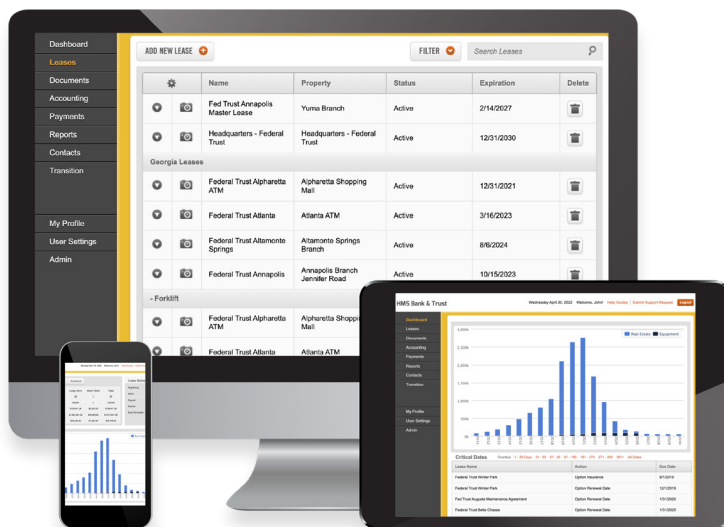 Dashboard
Leases
Documents
Accounting
Payments
Reports
Contacts
Transition
My Profile
User Settings
Admin
ADD NEW LEASE
FILTER
Search Leases
Name Property Status Expiration Delete
Fed Trust Annapolis Yuma Branch Active 2/14/2027
Master Lease
Headquarters - Federal Headquarters - Federal Active 12/31/2030
Trust Trust
Georgia Leases
Federal Trust Alpharetta Alpharetta Shopping Active 12/31/2021
ATM Mall
Federal Trust Atlanta Atlanta ATM Active 3/16/2023
Federal Trust Altamonte Altamonte Springs Active 8/6/2024
Springs Branch
Federal Trust Annapolis Annapolis Branch Active 10/15/2023
Jennifer Road
- Forklift
Federal Trust Alpharetta Alpharetta
ATM Mall
Federal Trust Atlanta Atlanta ATM
HMS Bank & Trust
Wednesday April 20, 2022 Welcome, John! Help Guides Submit Support Request Logout
Dashboard
Leases
Documents
Accounting
Payments
Reports
Contacts
Transition
My Profile
User Settings
Admin
Real Estate Equipment
Critical Dates
Lease Name Action Due Date
Federal Trust Winter Park Option Insurance
Federal Trust Winter Park Option Renewal Date
Fed Trust Augusta Maintenance Agreement Option Renewal Date 1/31/2020
Federal Trust Belle Chasse Option Renewal Date 1/31/2020